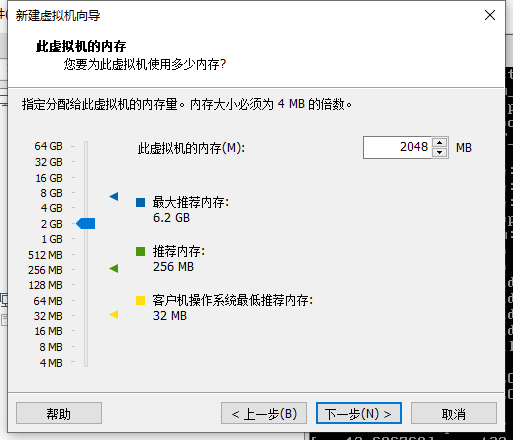 新建虚拟机向导
此虚拟机的内存
您要为此虚拟机使用多少内存?
指定分配给此虚拟机的内存量。内存大小必须为 4 MB 的倍数。
此虚拟机的内存(M): 2048 MB
64 GB
32 GB
16 GB
8 GB
4 GB
2 GB
1 GB
512 MB
256 MB
128 MB
64 MB
32 MB
16 MB
8 MB
4 MB
最大推荐内存:
6.2 GB
推荐内存:
256 MB
客户机操作系统最低推荐内存:
32 MB
帮助 < 上一步(B) 下一步(N) > 取消